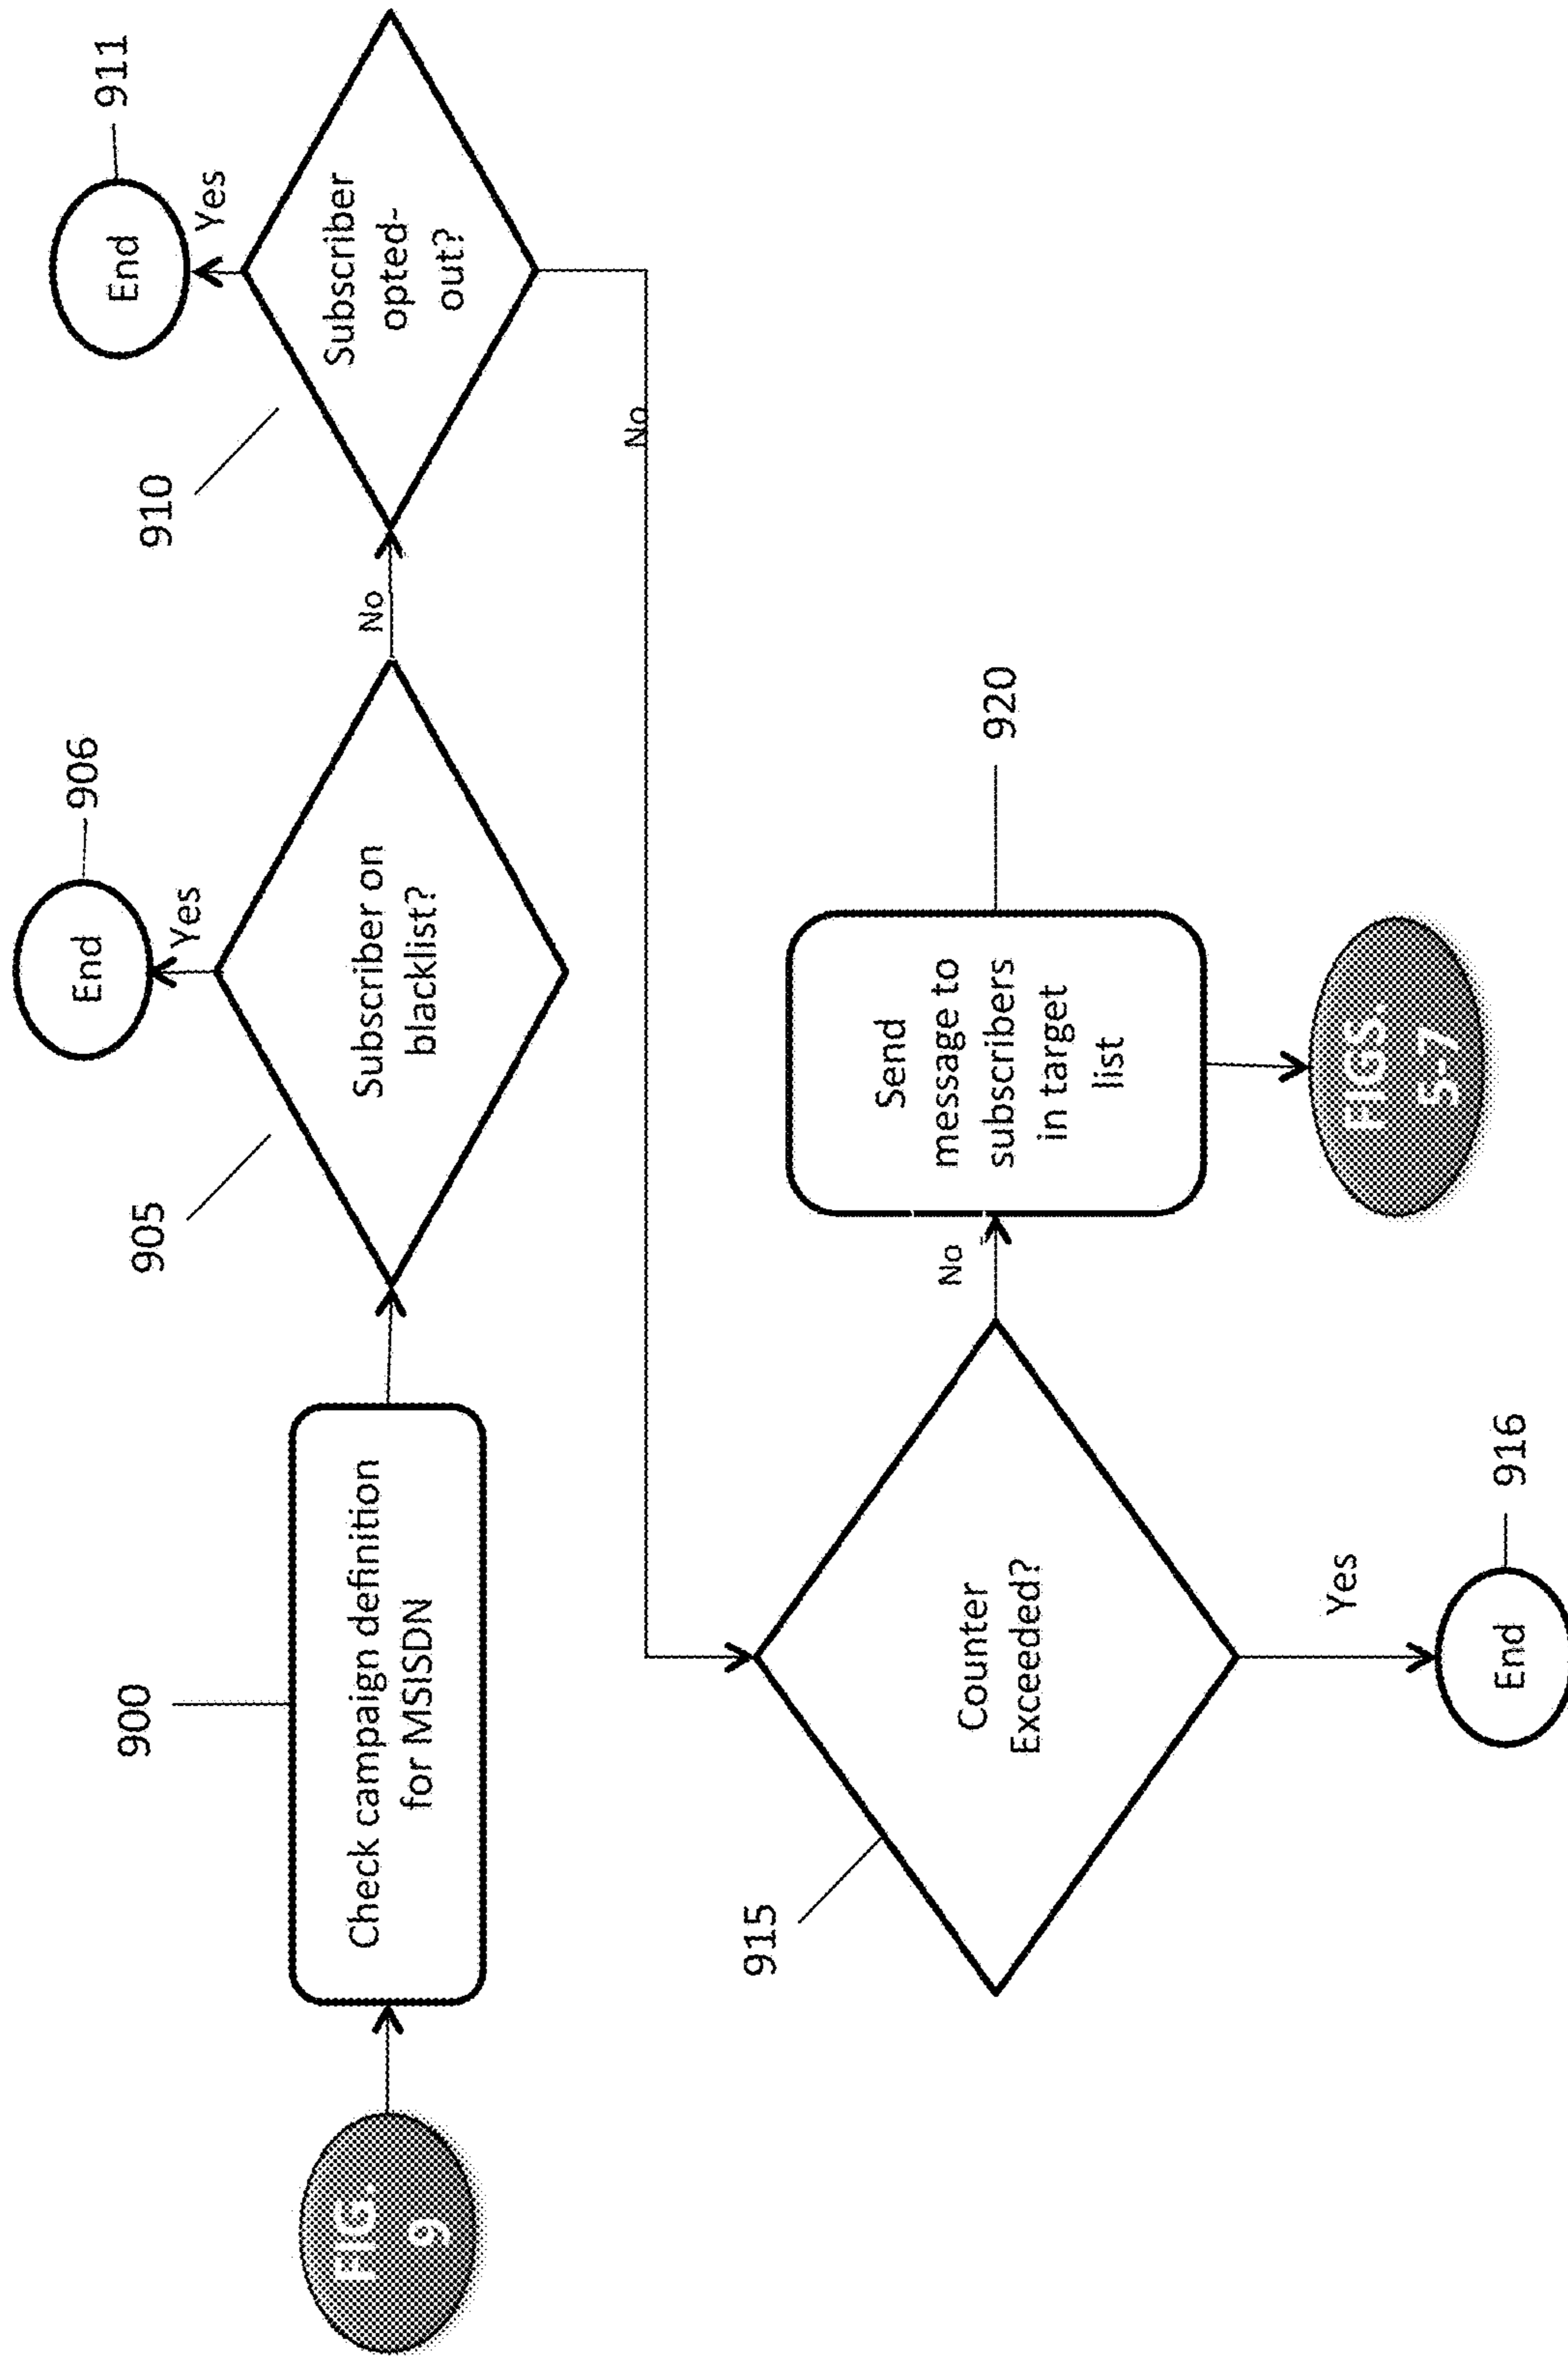 FIG.
9
900
Check campaign definition
for MSISDN
905
Subscriber on
blacklist?
Yes
End
906
No
910
Subscriber
opted-
out?
Yes
End
911
No
915
Counter
Exceeded?
Yes
End
916
No
Send
message to
subscribers
in target
list
920
FIGS.
5-7